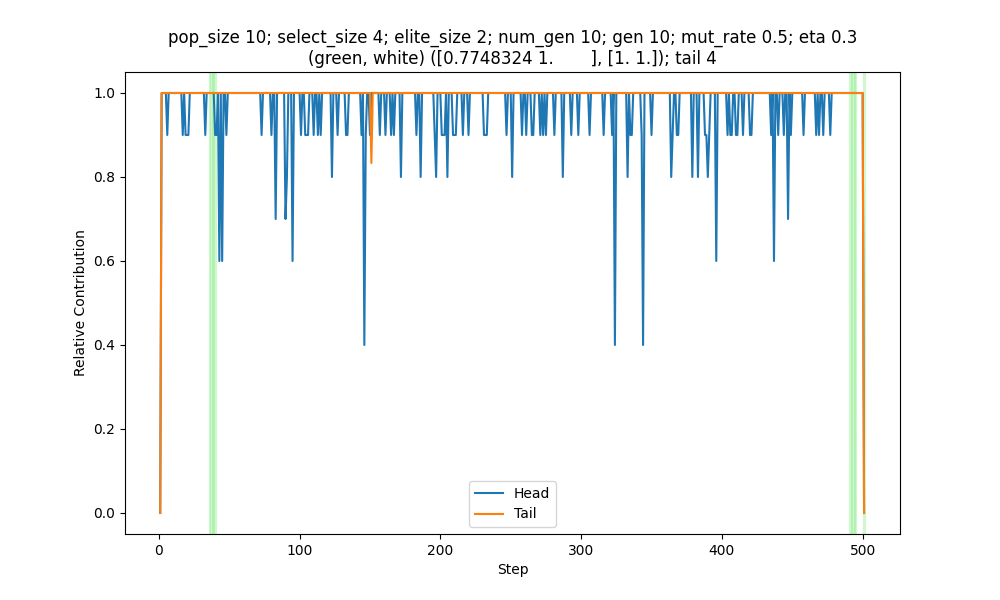 pop_size 10; select_size 4; elite_size 2; num_gen 10; gen 10; mut_rate 0.5; eta 0.3
(green, white) ([0.7748324 1.        ], [1. 1.]); tail 4
1.0
0.8
0.6
0.4
0.2
0.0
Relative Contribution
Head
Tail
0
100
200
300
400
500
Step